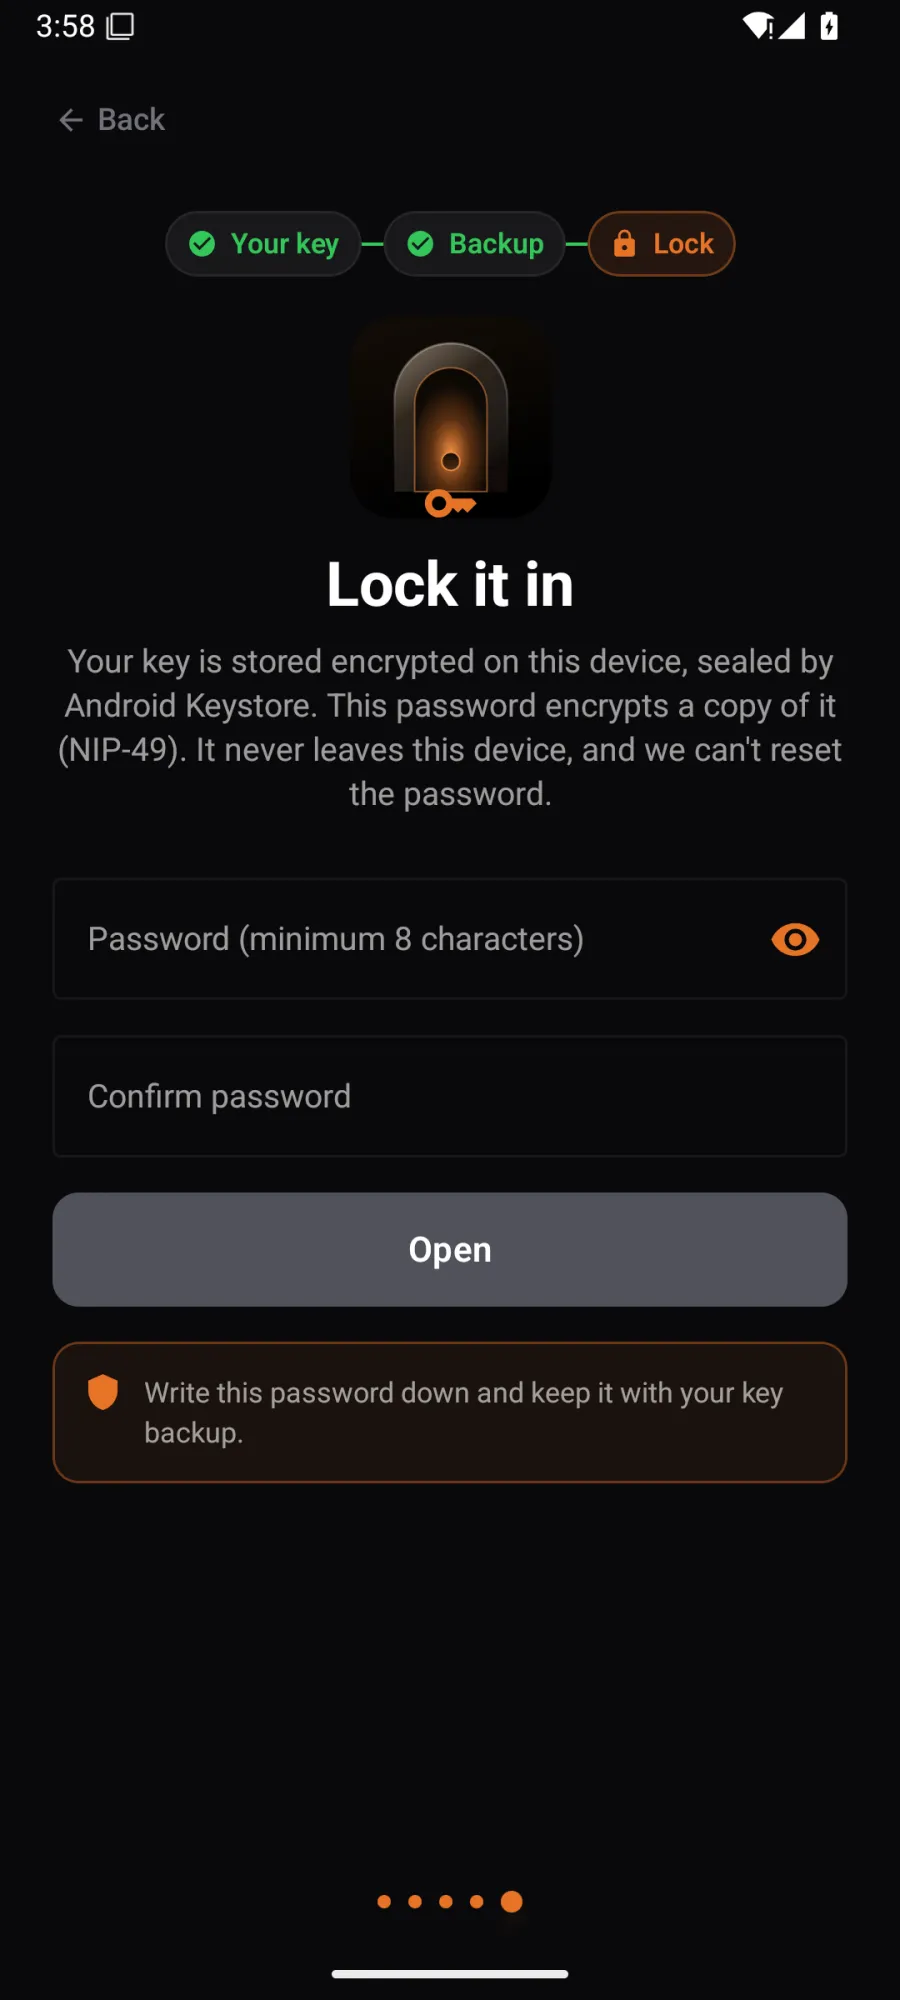 3:58
Back
Your key
Backup
Lock
Lock it in
Your key is stored encrypted on this device, sealed by
Android Keystore. This password encrypts a copy of it
(NIP-49). It never leaves this device, and we can't reset
the password.
Password (minimum 8 characters)
Confirm password
Open
Write this password down and keep it with your key
backup.